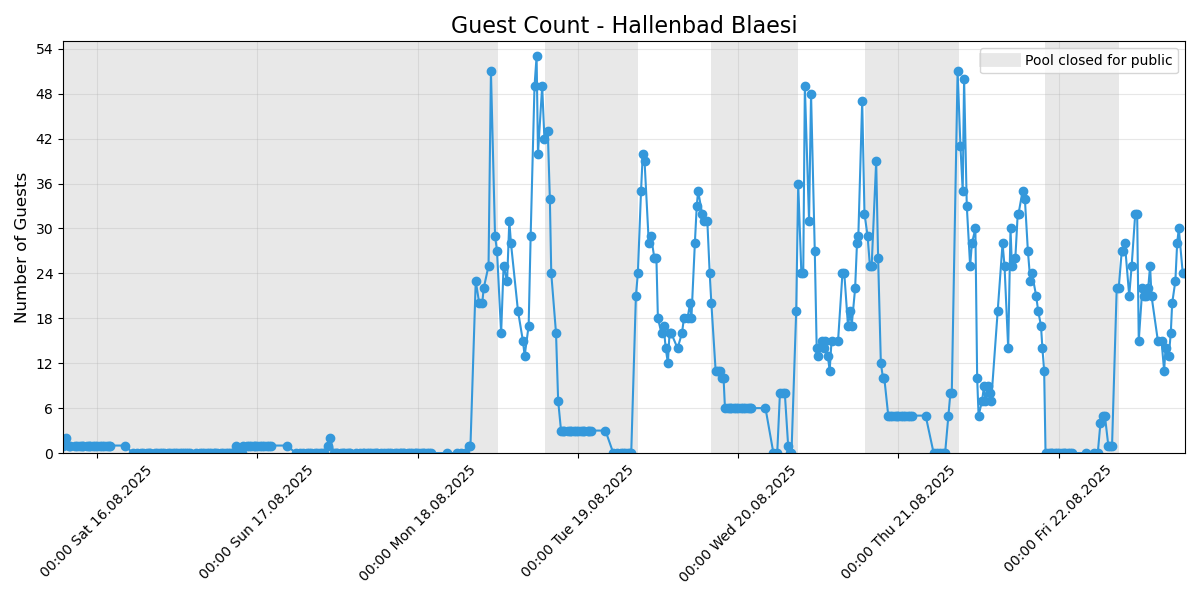 Guest Count - Hallenbad Blaesi
Pool closed for public
Number of Guests
54
48
42
36
30
24
18
12
6
0
00:00 Sat 16.08.2025
00:00 Sun 17.08.2025
00:00 Mon 18.08.2025
00:00 Tue 19.08.2025
00:00 Wed 20.08.2025
00:00 Thu 21.08.2025
00:00 Fri 22.08.2025